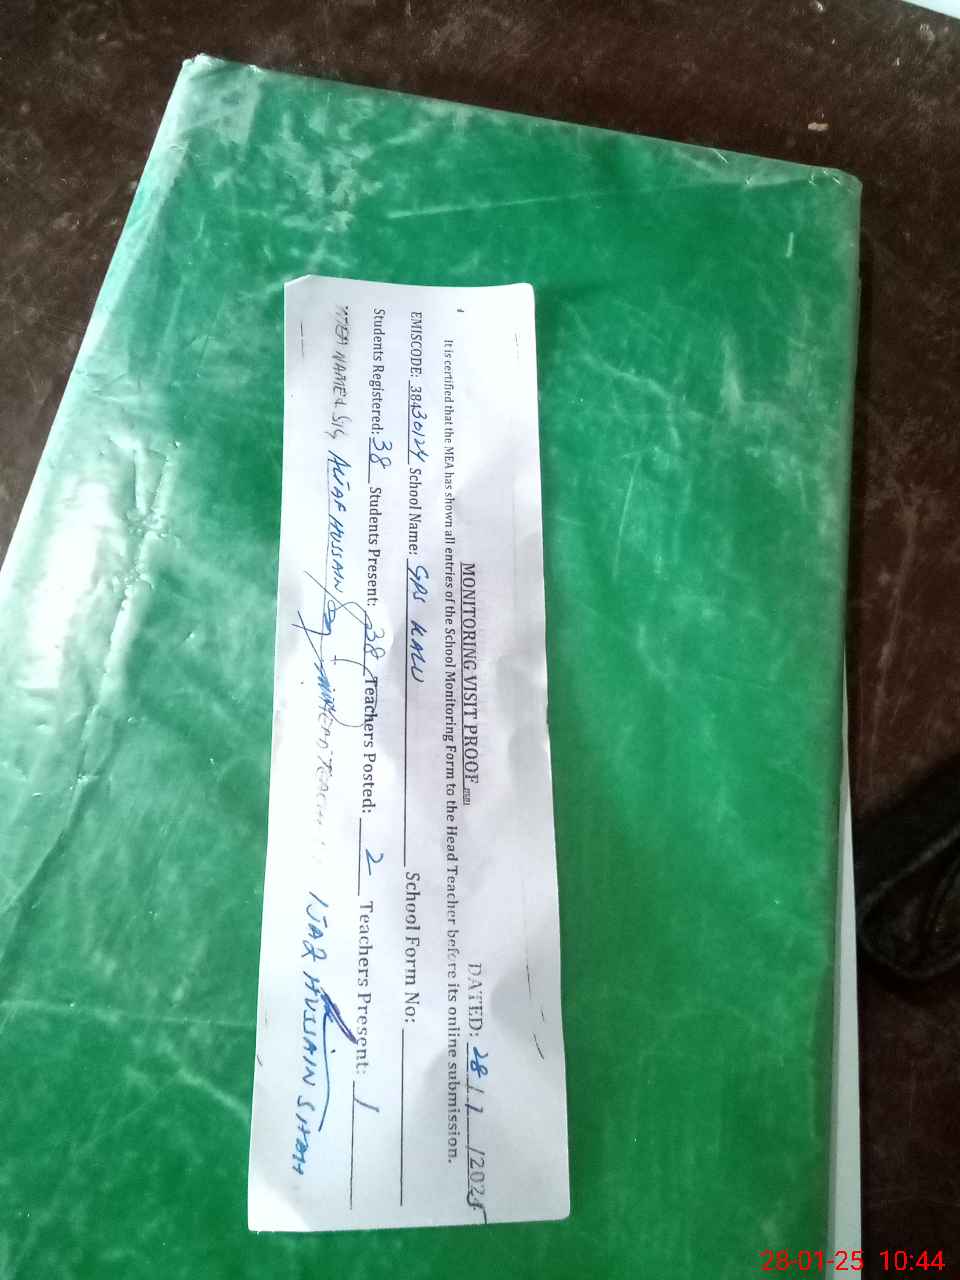 MONITORING VISIT PROOF DATED: 28/1/2025
It is certified that the MEA has shown all entries of the School Monitoring Form to the Head Teacher before its online submission.
EMISCODE: 38430124 School Name: GPS KALU School Form No:
Students Registered: 38 Students Present: 38 Teachers Posted: 2 Teachers Present: 1
MEA NAME & SIG ALTAF HUSSAIN HEAD TEACHER IJAZ HUSSAIN SHAH
28-01-25 10:44